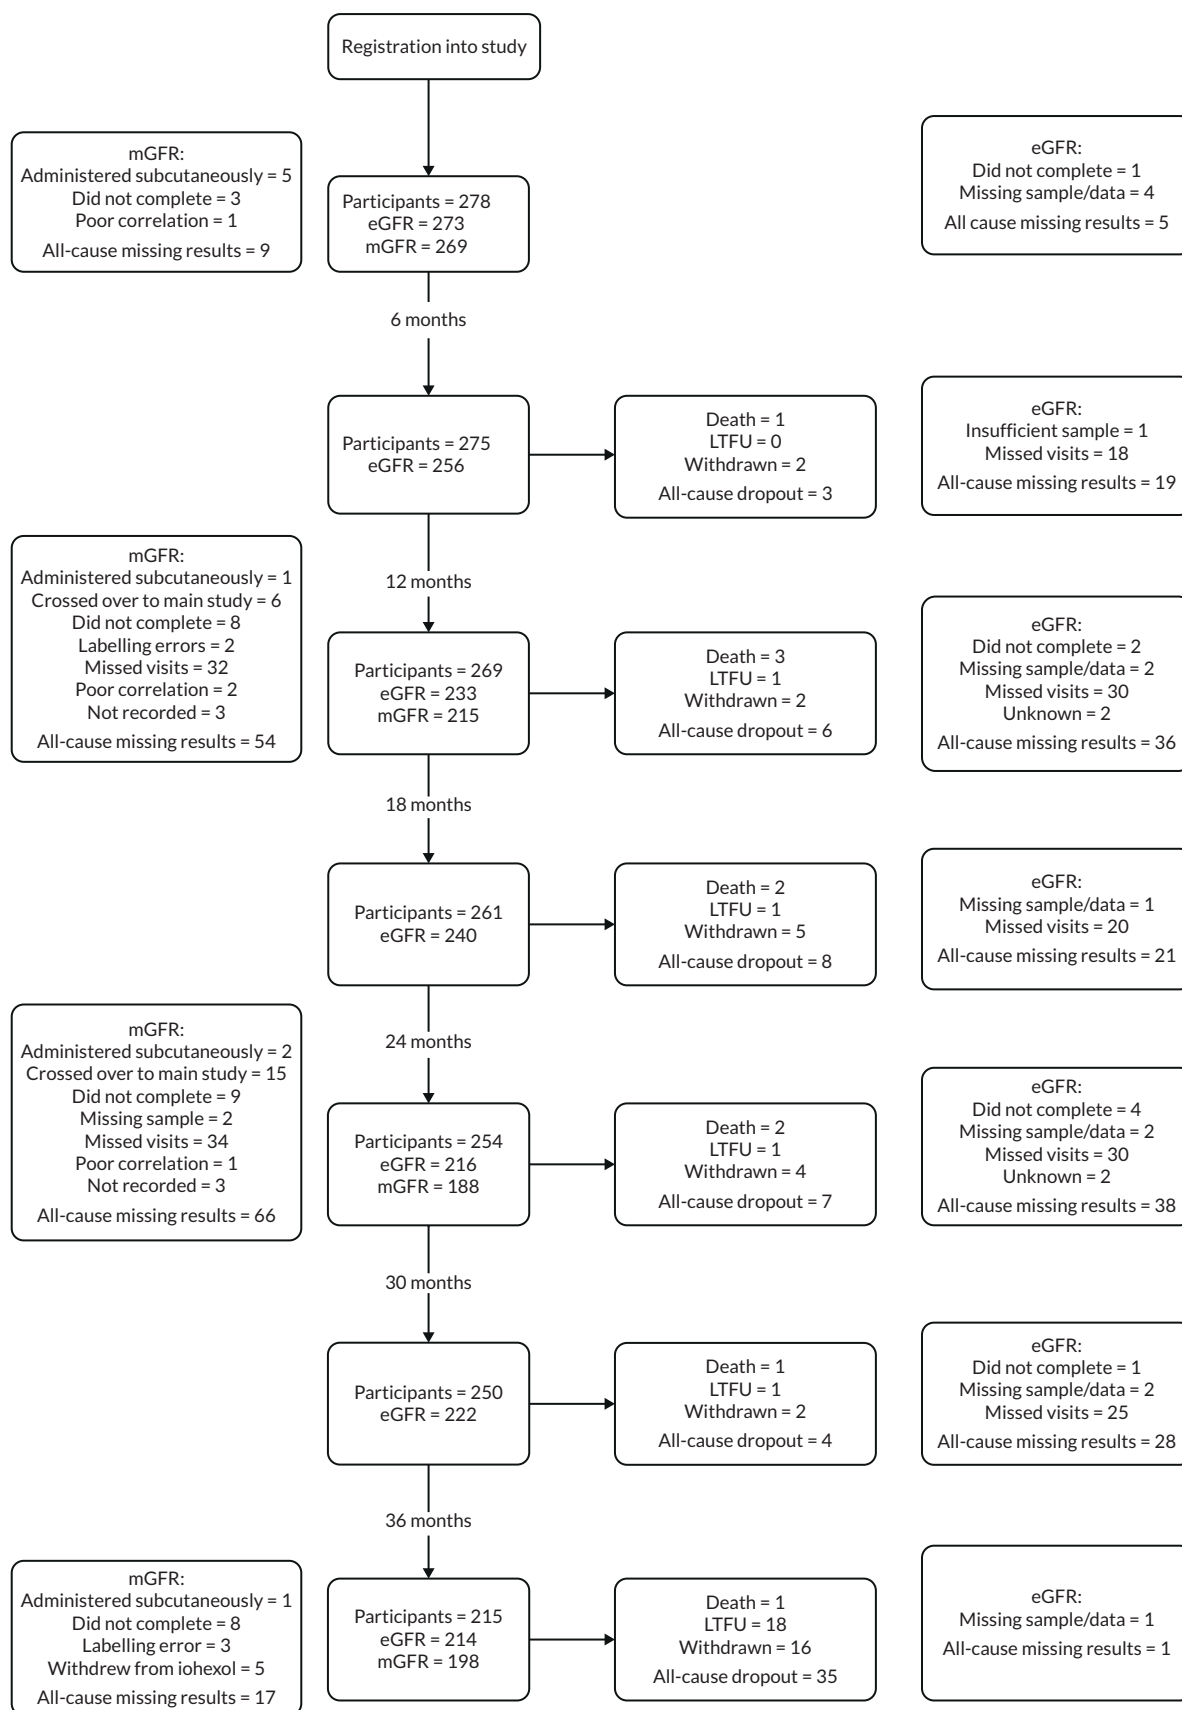 Registration into study
mGFR:
Administered subcutaneously = 5
Did not complete = 3
Poor correlation = 1
All-cause missing results = 9
Participants = 278
eGFR = 273
mGFR = 269
eGFR:
Did not complete = 1
Missing sample/data = 4
All cause missing results = 5
6 months
Participants = 275
eGFR = 256
Death = 1
LTFU = 0
Withdrawn = 2
All-cause dropout = 3
eGFR:
Insufficient sample = 1
Missed visits = 18
All-cause missing results = 19
12 months
mGFR:
Administered subcutaneously = 1
Crossed over to main study = 6
Did not complete = 8
Labelling errors = 2
Missed visits = 32
Poor correlation = 2
Not recorded = 3
All-cause missing results = 54
Participants = 269
eGFR = 233
mGFR = 215
Death = 3
LTFU = 1
Withdrawn = 2
All-cause dropout = 6
eGFR:
Did not complete = 2
Missing sample/data = 2
Missed visits = 30
Unknown = 2
All-cause missing results = 36
18 months
Participants = 261
eGFR = 240
Death = 2
LTFU = 1
Withdrawn = 5
All-cause dropout = 8
eGFR:
Missing sample/data = 1
Missed visits = 20
All-cause missing results = 21
24 months
mGFR:
Administered subcutaneously = 2
Crossed over to main study = 15
Did not complete = 9
Missing sample = 2
Missed visits = 34
Poor correlation = 1
Not recorded = 3
All-cause missing results = 66
Participants = 254
eGFR = 216
mGFR = 188
Death = 2
LTFU = 1
Withdrawn = 4
All-cause dropout = 7
eGFR:
Did not complete = 4
Missing sample/data = 2
Missed visits = 30
Unknown = 2
All-cause missing results = 38
30 months
Participants = 250
eGFR = 222
Death = 1
LTFU = 1
Withdrawn = 2
All-cause dropout = 4
eGFR:
Did not complete = 1
Missing sample/data = 2
Missed visits = 25
All-cause missing results = 28
36 months
mGFR:
Administered subcutaneously = 1
Did not complete = 8
Labelling error = 3
Withdrew from iohexol = 5
All-cause missing results = 17
Participants = 215
eGFR = 214
mGFR = 198
Death = 1
LTFU = 18
Withdrawn = 16
All-cause dropout = 35
eGFR:
Missing sample/data = 1
All-cause missing results = 1